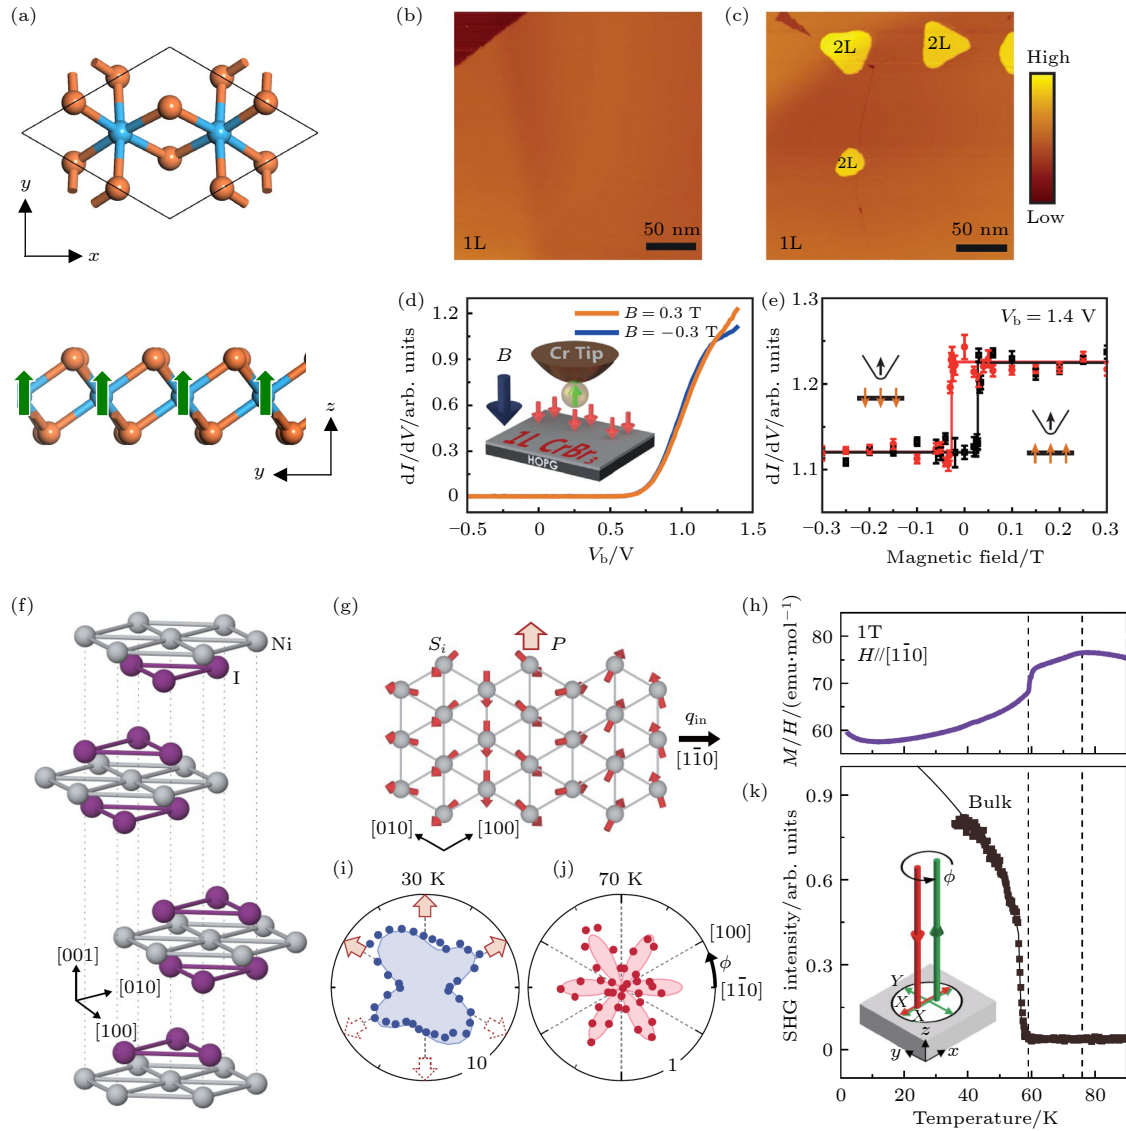 (a)
y
x
z
y
(b)
1L
50 nm
(c)
2L
2L
2L
1L
50 nm
High
Low
(d)
dI/dV/arb. units
1.2
0.9
0.6
0.3
0
B = 0.3 T
B = −0.3 T
B
Cr Tip
1L CrBr3
HOPG
−0.5
0
0.5
1.0
1.5
Vb/V
(e)
dI/dV/arb. units
1.3
1.2
1.1
Vb = 1.4 V
−0.3
−0.2
−0.1
0
0.1
0.2
0.3
Magnetic field/T
(f)
Ni
I
[001]
[010]
[100]
(g)
Si
P
qin
[11̄0]
[010]
[100]
(h)
M/H/(emu·mol−1)
80
70
60
1T
H//[11̄0]
(i)
30 K
10
(j)
70 K
[100]
ϕ
[11̄0]
1
(k)
SHG intensity/arb. units
0.9
0.6
0.3
0
Bulk
ϕ
Y
X
X
z
y
x
0
20
40
60
80
Temperature/K